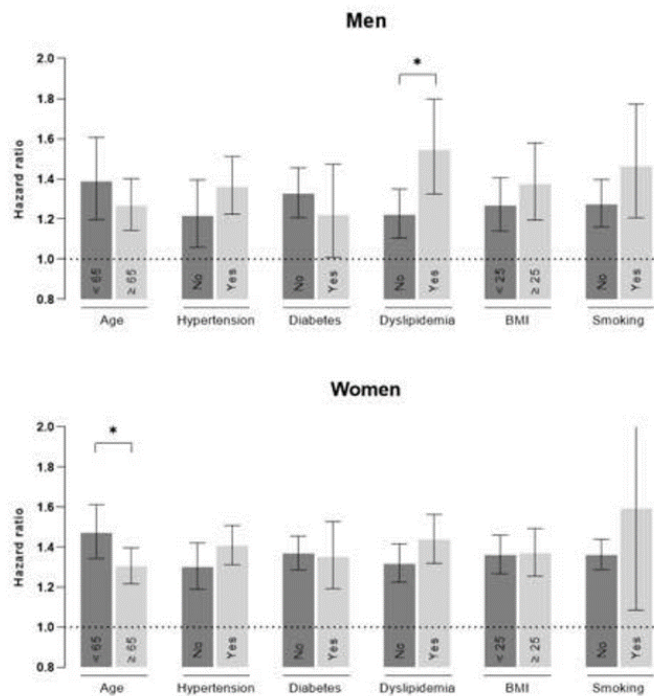 Men
Hazard ratio
2.0
1.8
1.6
1.4
1.2
1.0
0.8
*
< 65
≥ 65
No
Yes
No
Yes
No
Yes
< 25
≥ 25
No
Yes
Age
Hypertension
Diabetes
Dyslipidemia
BMI
Smoking
Women
Hazard ratio
2.0
1.8
1.6
1.4
1.2
1.0
0.8
*
< 65
≥ 65
No
Yes
No
Yes
No
Yes
< 25
≥ 25
No
Yes
Age
Hypertension
Diabetes
Dyslipidemia
BMI
Smoking